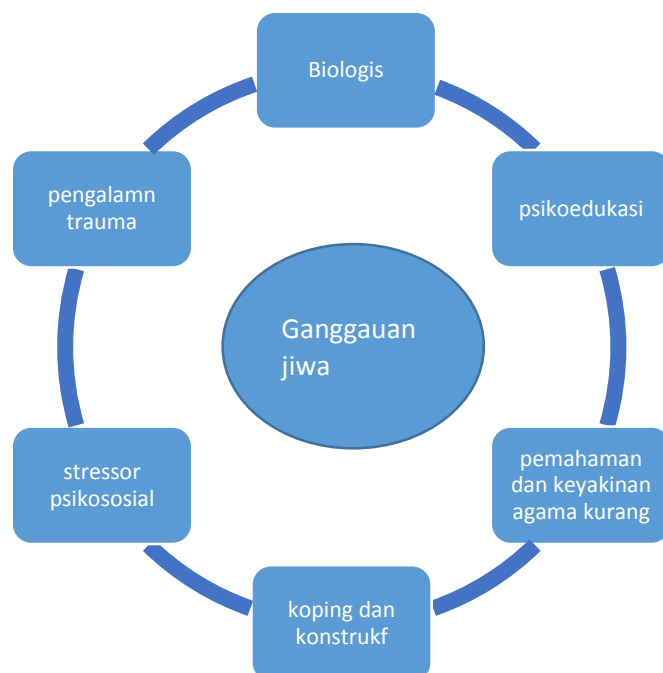 Biologis
psikoedukasi
pemahaman
dan keyakinan
agama kurang
koping dan
konstrukf
stressor
psikososial
pengalamn
trauma
Ganggauan
jiwa